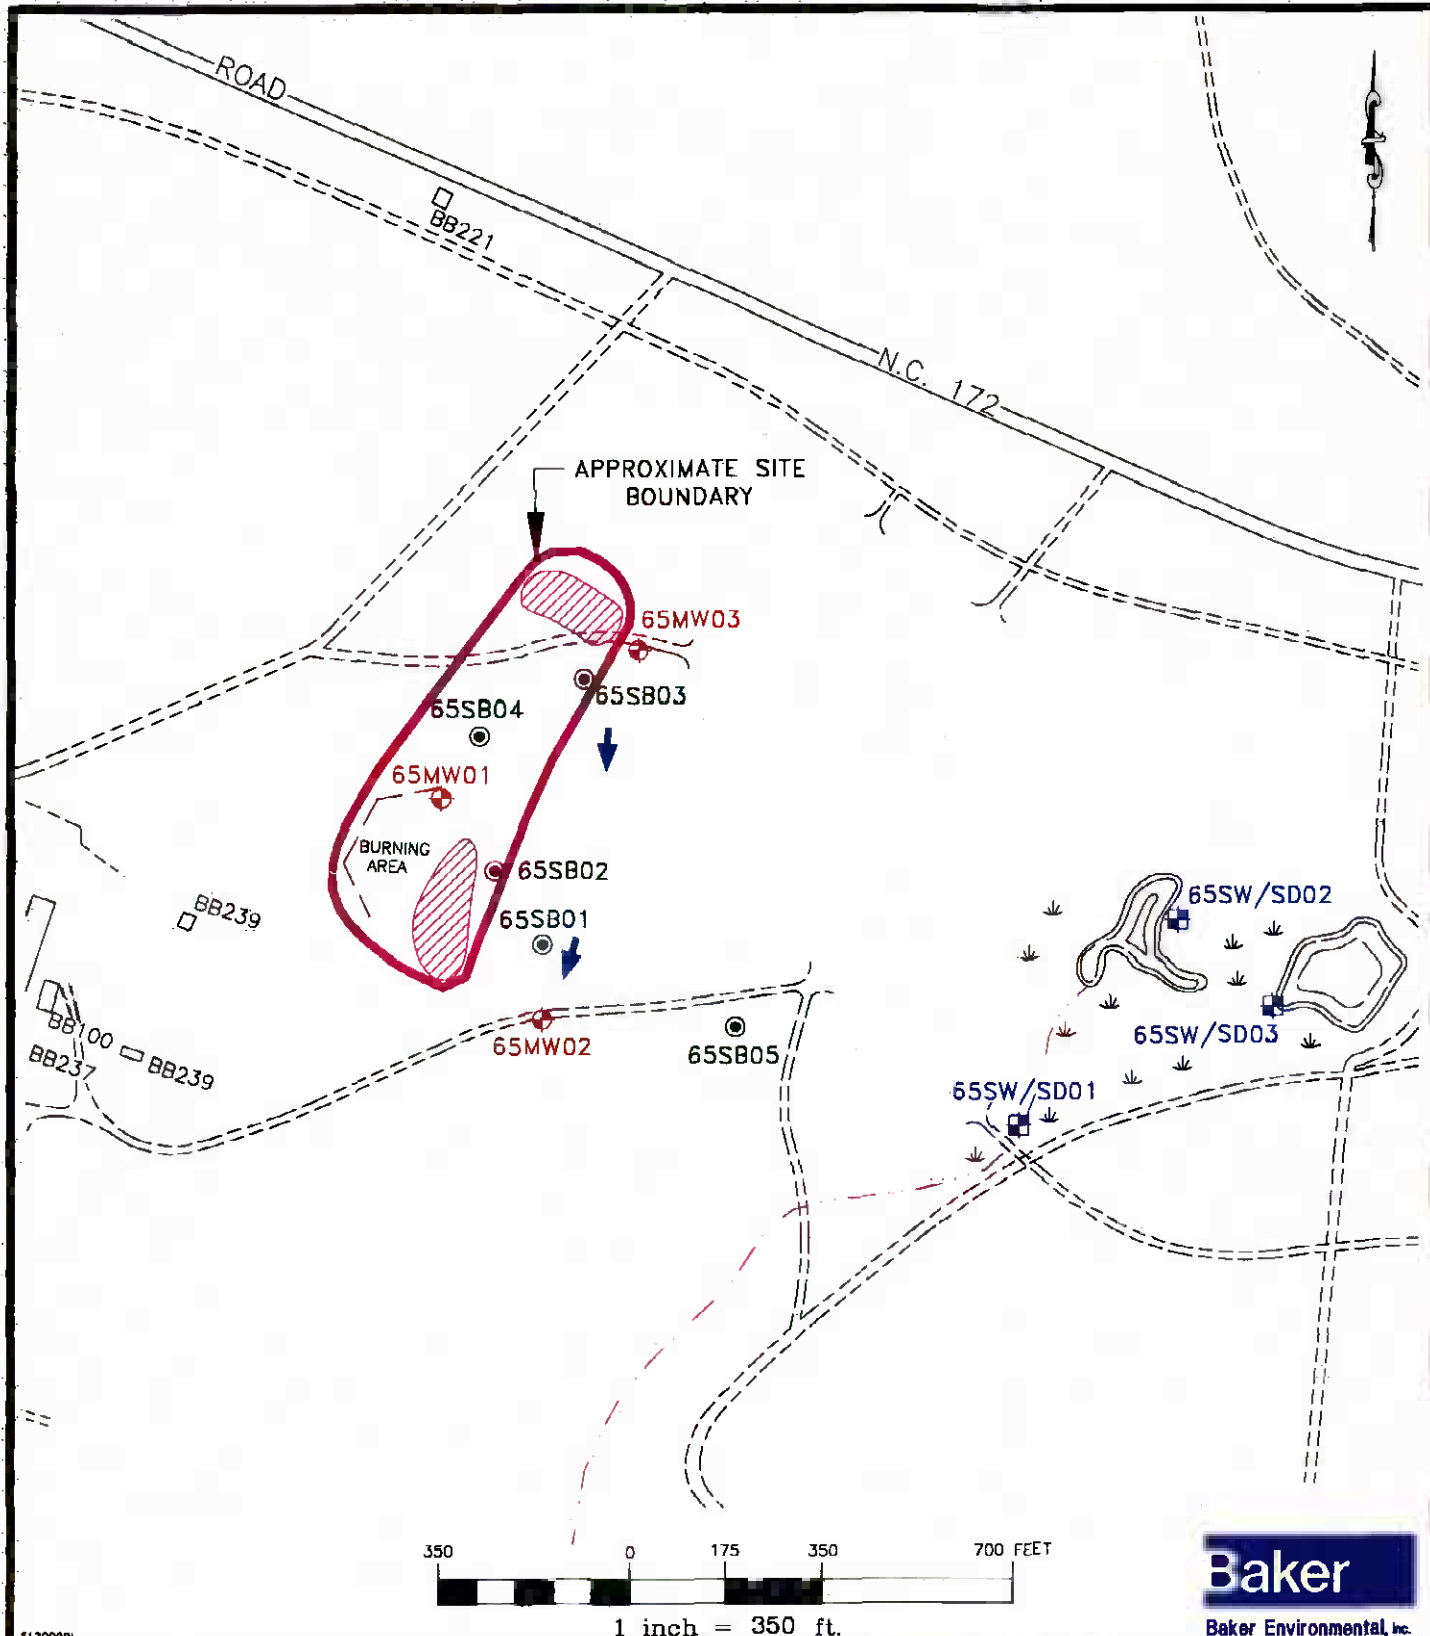 ROAD
BB221
N.C. 172
APPROXIMATE SITE
BOUNDARY
65MW03
65SB03
65SB04
65MW01
BURNING
AREA
65SB02
65SB01
BB239
65SW/SD02
BB100
BB237
BB239
65MW02
65SB05
65SW/SD03
65SW/SD01
350
0
175
350
700 FEET
1 inch = 350 ft.
Baker
Baker Environmental, Inc.